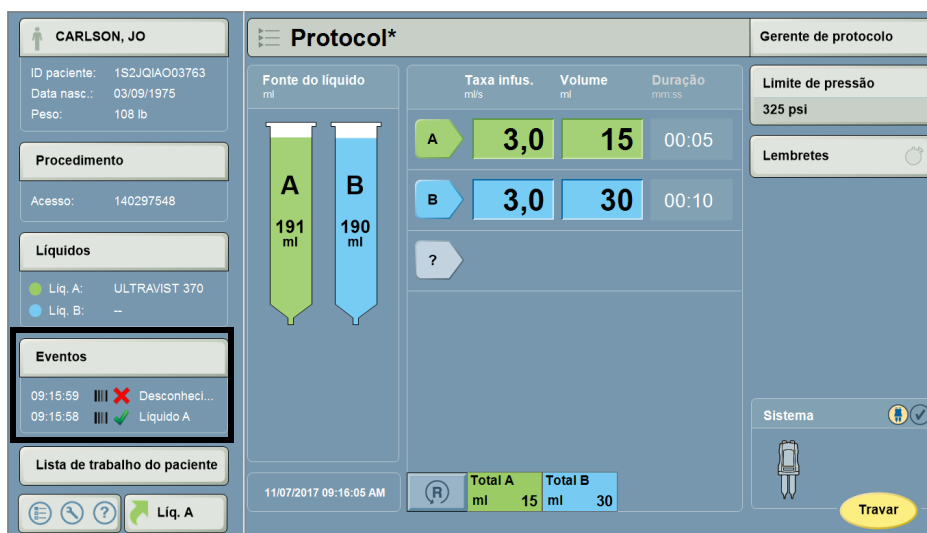 CARLSON, JO
ID paciente: 1S2JQIAO03763
Data nasc.: 03/09/1975
Peso: 108 lb
Procedimento
Acesso: 140297548
Líquidos
Líq. A: ULTRAVIST 370
Líq. B: --
Eventos
09:15:59 Desconheci...
09:15:58 Líquido A
Lista de trabalho do paciente
? Líq. A
Protocol*
Fonte do líquido
ml
A B
191 190
ml ml
11/07/2017 09:16:05 AM
Taxa infus. Volume Duração
ml/s ml mm:ss
A 3,0 15 00:05
B 3,0 30 00:10
?
R
Total A Total B
ml 15 ml 30
Gerente de protocolo
Limite de pressão
325 psi
Lembretes
Sistema
Travar